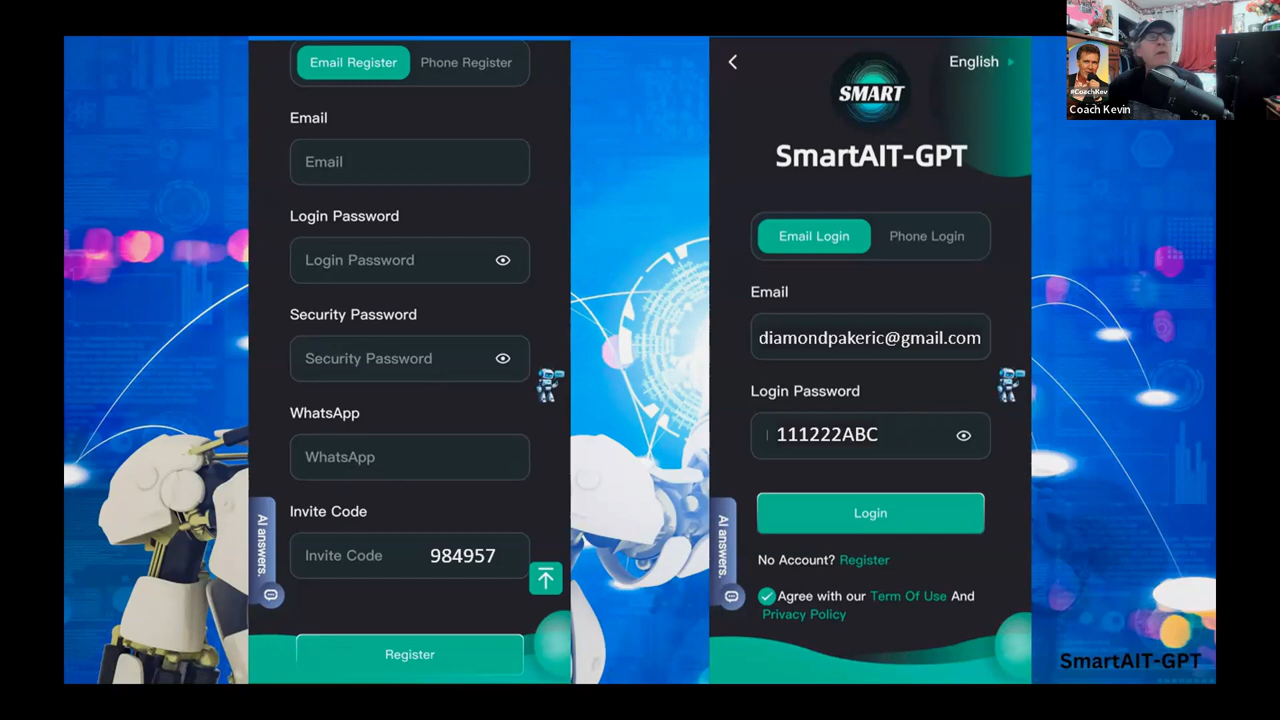 Email Register
Phone Register
Email
Email
Login Password
Login Password
Security Password
Security Password
WhatsApp
WhatsApp
Invite Code
Invite Code 984957
Register
AI answers.
English
SMART
SmartAIT-GPT
Email Login
Phone Login
Email
diamondpakeric@gmail.com
Login Password
111222ABC
Login
No Account? Register
Agree with our Term Of Use And
Privacy Policy
AI answers.
SmartAIT-GPT
#CoachKev
Coach Kevin